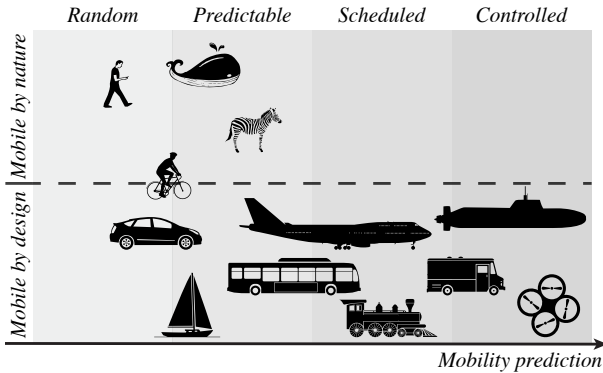 Random Predictable Scheduled Controlled
Mobile by nature
Mobile by design
Mobility prediction